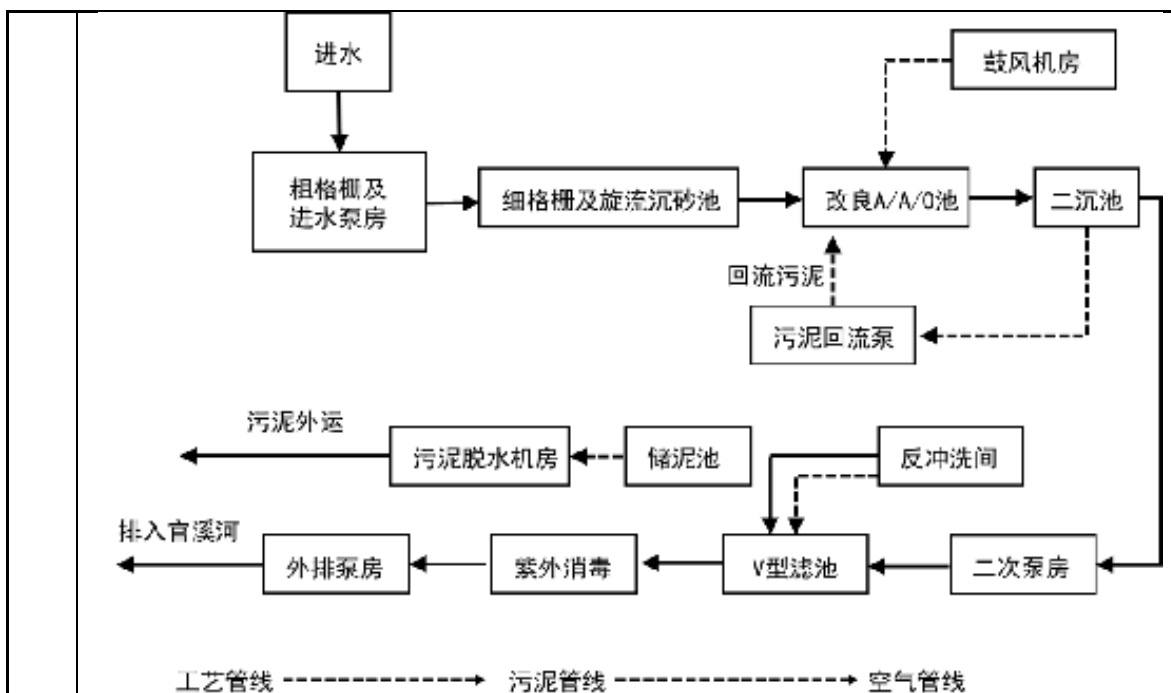 进水
鼓风机房
粗格栅及
进水泵房
细格栅及旋流沉砂池
改良A/A/O池
二沉池
回流污泥
污泥回流泵
污泥外运
污泥脱水机房
储泥池
反冲洗间
排入官溪河
外排泵房
紫外消毒
V型滤池
二次泵房
工艺管线
污泥管线
空气管线